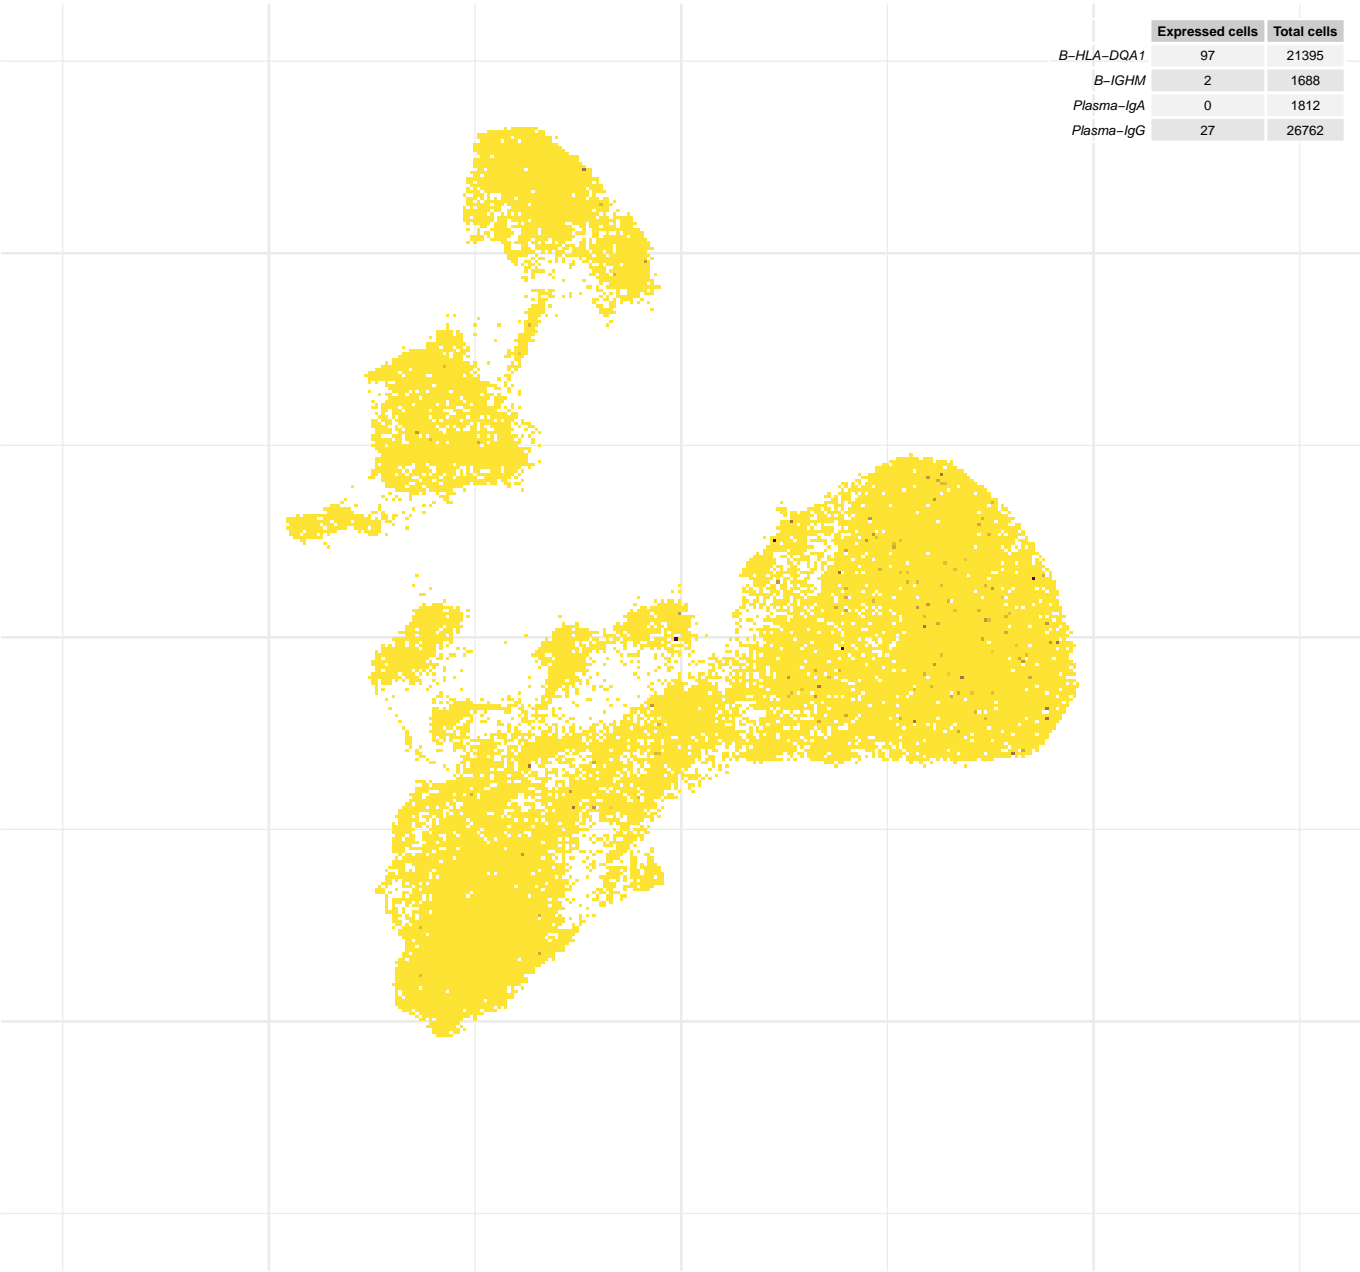 Expressed cells Total cells
B−HLA−DQA1 97 21395
B−IGHM 2 1688
Plasma−IgA 0 1812
Plasma−IgG 27 26762